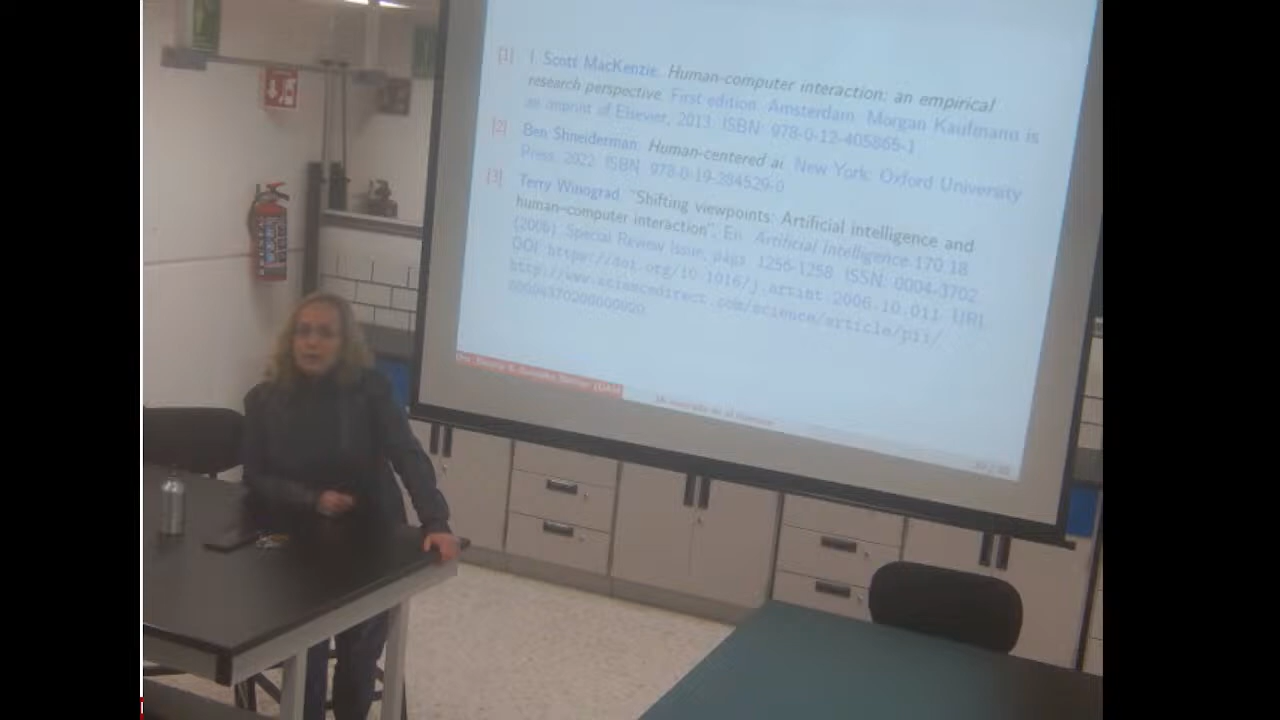 [1] I. Scott MacKenzie. Human-computer interaction: an empirical
research perspective. First edition. Amsterdam: Morgan Kaufmann is
an imprint of Elsevier, 2013. ISBN: 978-0-12-405865-1
[2] Ben Shneiderman. Human-centered ai. New York: Oxford University
Press, 2022. ISBN: 978-0-19-284529-0
[3] Terry Winograd. "Shifting viewpoints: Artificial intelligence and
human–computer interaction". En: Artificial Intelligence 170.18
(2006). Special Review Issue, págs. 1256-1258. ISSN: 0004-3702.
DOI: https://doi.org/10.1016/j.artint.2006.10.011. URL:
http://www.sciencedirect.com/science/article/pii/